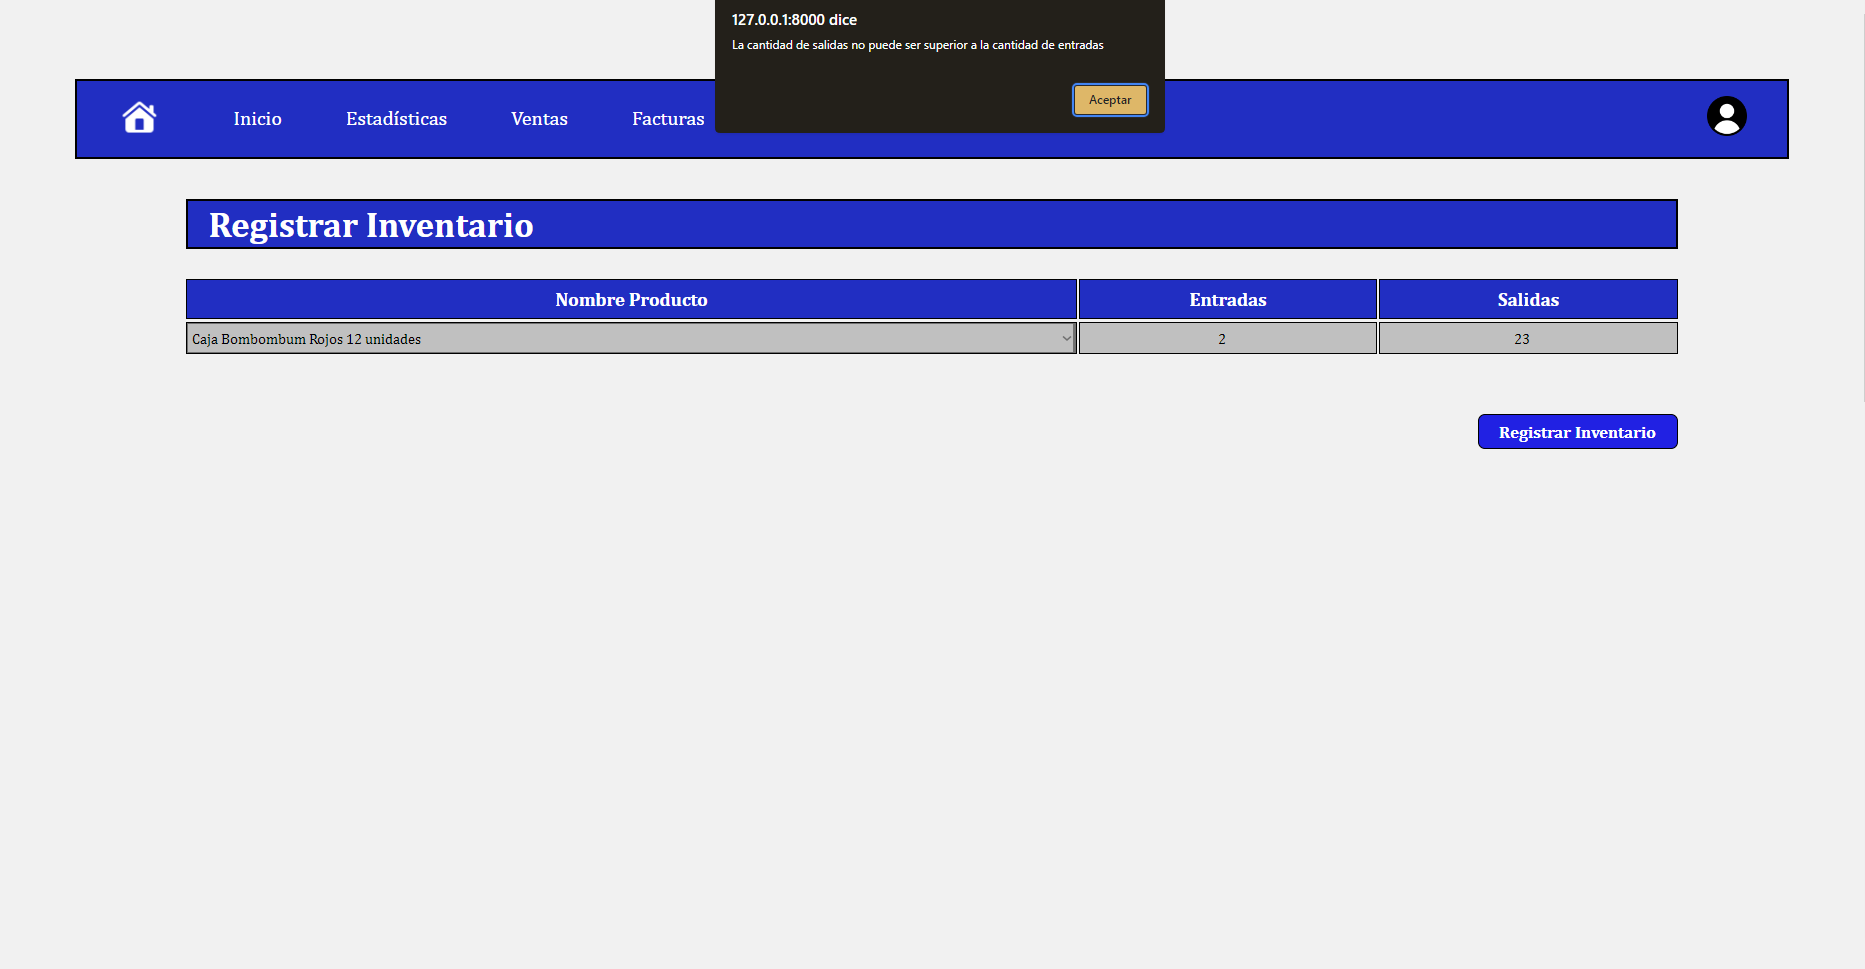 127.0.0.1:8000 dice
La cantidad de salidas no puede ser superior a la cantidad de entradas
Aceptar
Inicio Estadísticas Ventas Facturas
Registrar Inventario
Nombre Producto Entradas Salidas
Caja Bombombum Rojos 12 unidades 2 23
Registrar Inventario